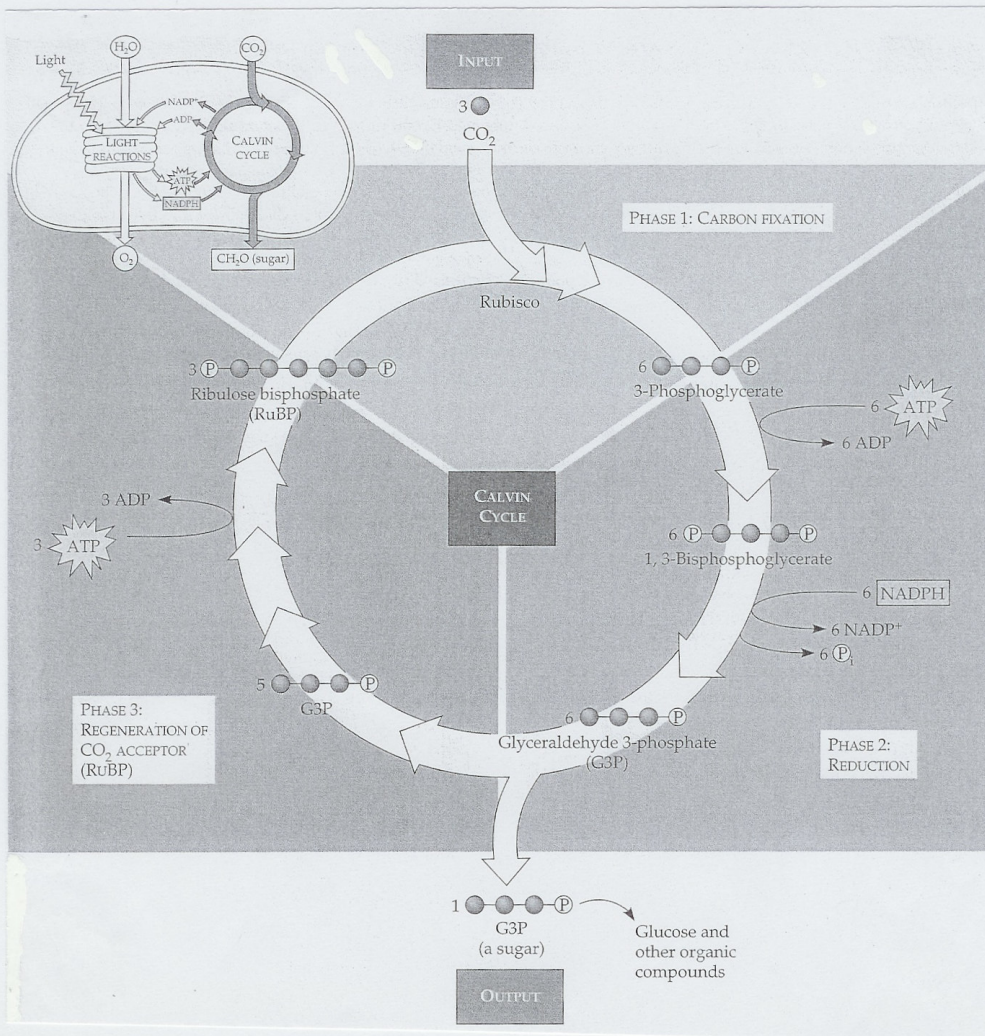 H₂O
CO₂
Light
NADP⁺
ADP
LIGHT
REACTIONS
CALVIN
CYCLE
ATP
NADPH
O₂
CH₂O (sugar)
INPUT
3
CO₂
PHASE 1: CARBON FIXATION
Rubisco
3 P P
Ribulose bisphosphate
(RuBP)
6 P
3-Phosphoglycerate
6 ATP
6 ADP
3 ADP
3 ATP
CALVIN
CYCLE
6 P P
1, 3-Bisphosphoglycerate
6 NADPH
6 NADP⁺
6 Pᵢ
5 P
G3P
6 P
Glyceraldehyde 3-phosphate
(G3P)
PHASE 3:
REGENERATION OF
CO₂ ACCEPTOR
(RuBP)
PHASE 2:
REDUCTION
1 P
G3P
(a sugar)
Glucose and
other organic
compounds
OUTPUT